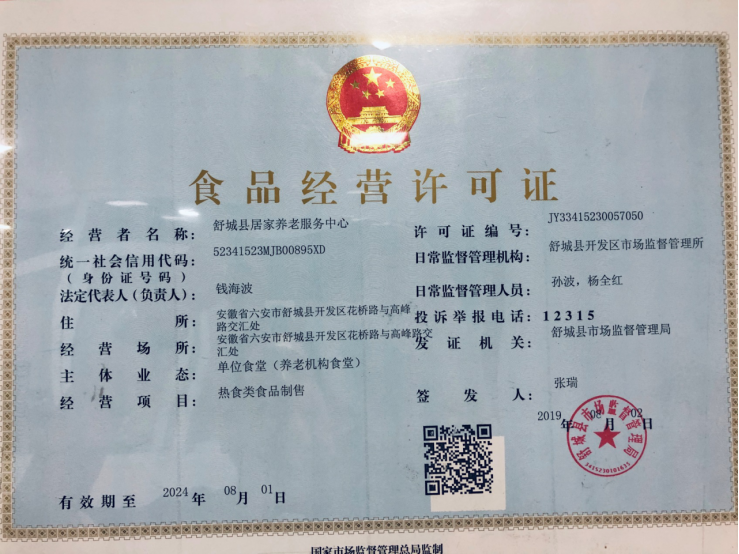 食品经营许可证
经营者名称：舒城县居家养老服务中心
统一社会信用代码：52341523MJB00895XD
（身份证号码）
法定代表人（负责人）：钱海波
住所：安徽省六安市舒城县开发区花桥路与高峰
路交汇处
经营场所：安徽省六安市舒城县开发区花桥路与高峰路交
汇处
主体业态：单位食堂（养老机构食堂）
经营项目：热食类食品制售
有效期至 2024年 08月 01日
许可证编号：JY33415230057050
日常监督管理机构：舒城县开发区市场监督管理所
日常监督管理人员：孙波，杨全红
投诉举报电话：12315
发证机关：舒城县市场监督管理局
签发人：张瑞
2019年 08月 02日
舒城县市场监督管理局
国家市场监督管理总局监制